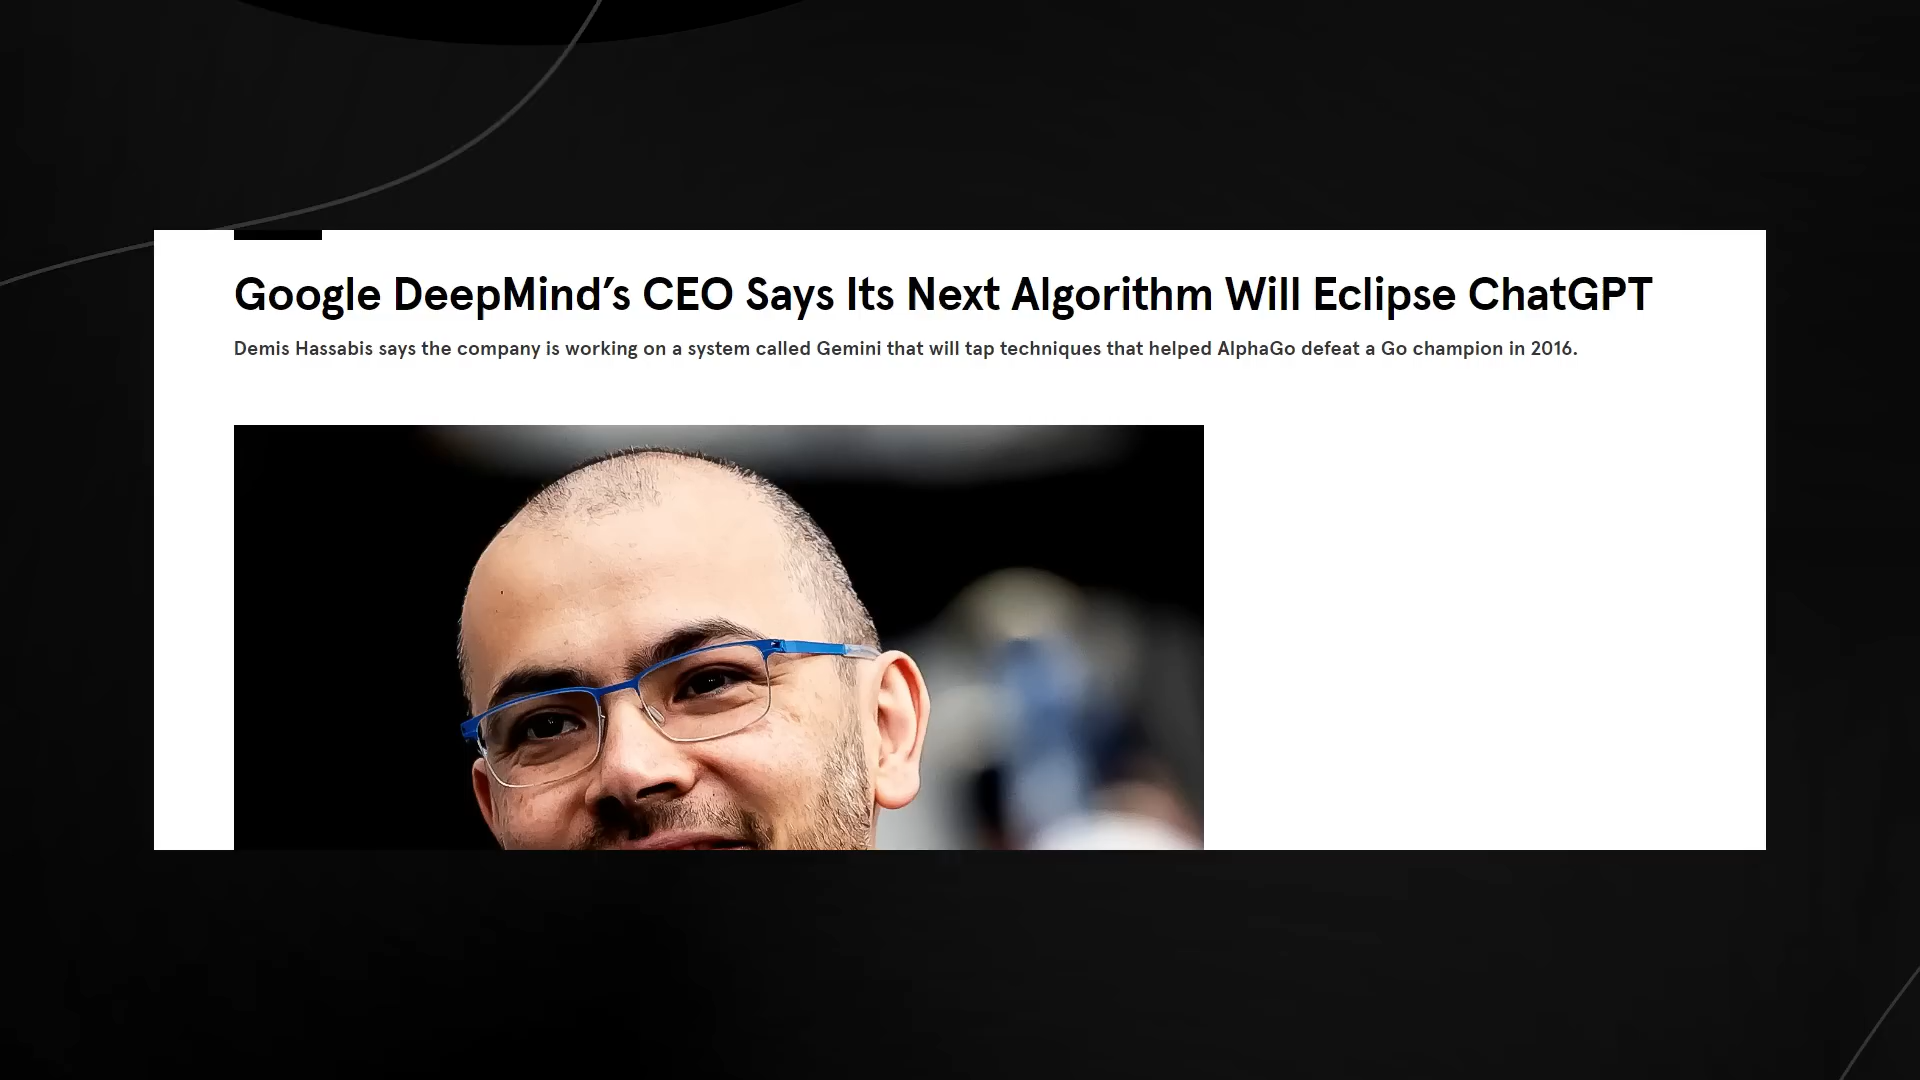 Google DeepMind’s CEO Says Its Next Algorithm Will Eclipse ChatGPT
Demis Hassabis says the company is working on a system called Gemini that will tap techniques that helped AlphaGo defeat a Go champion in 2016.